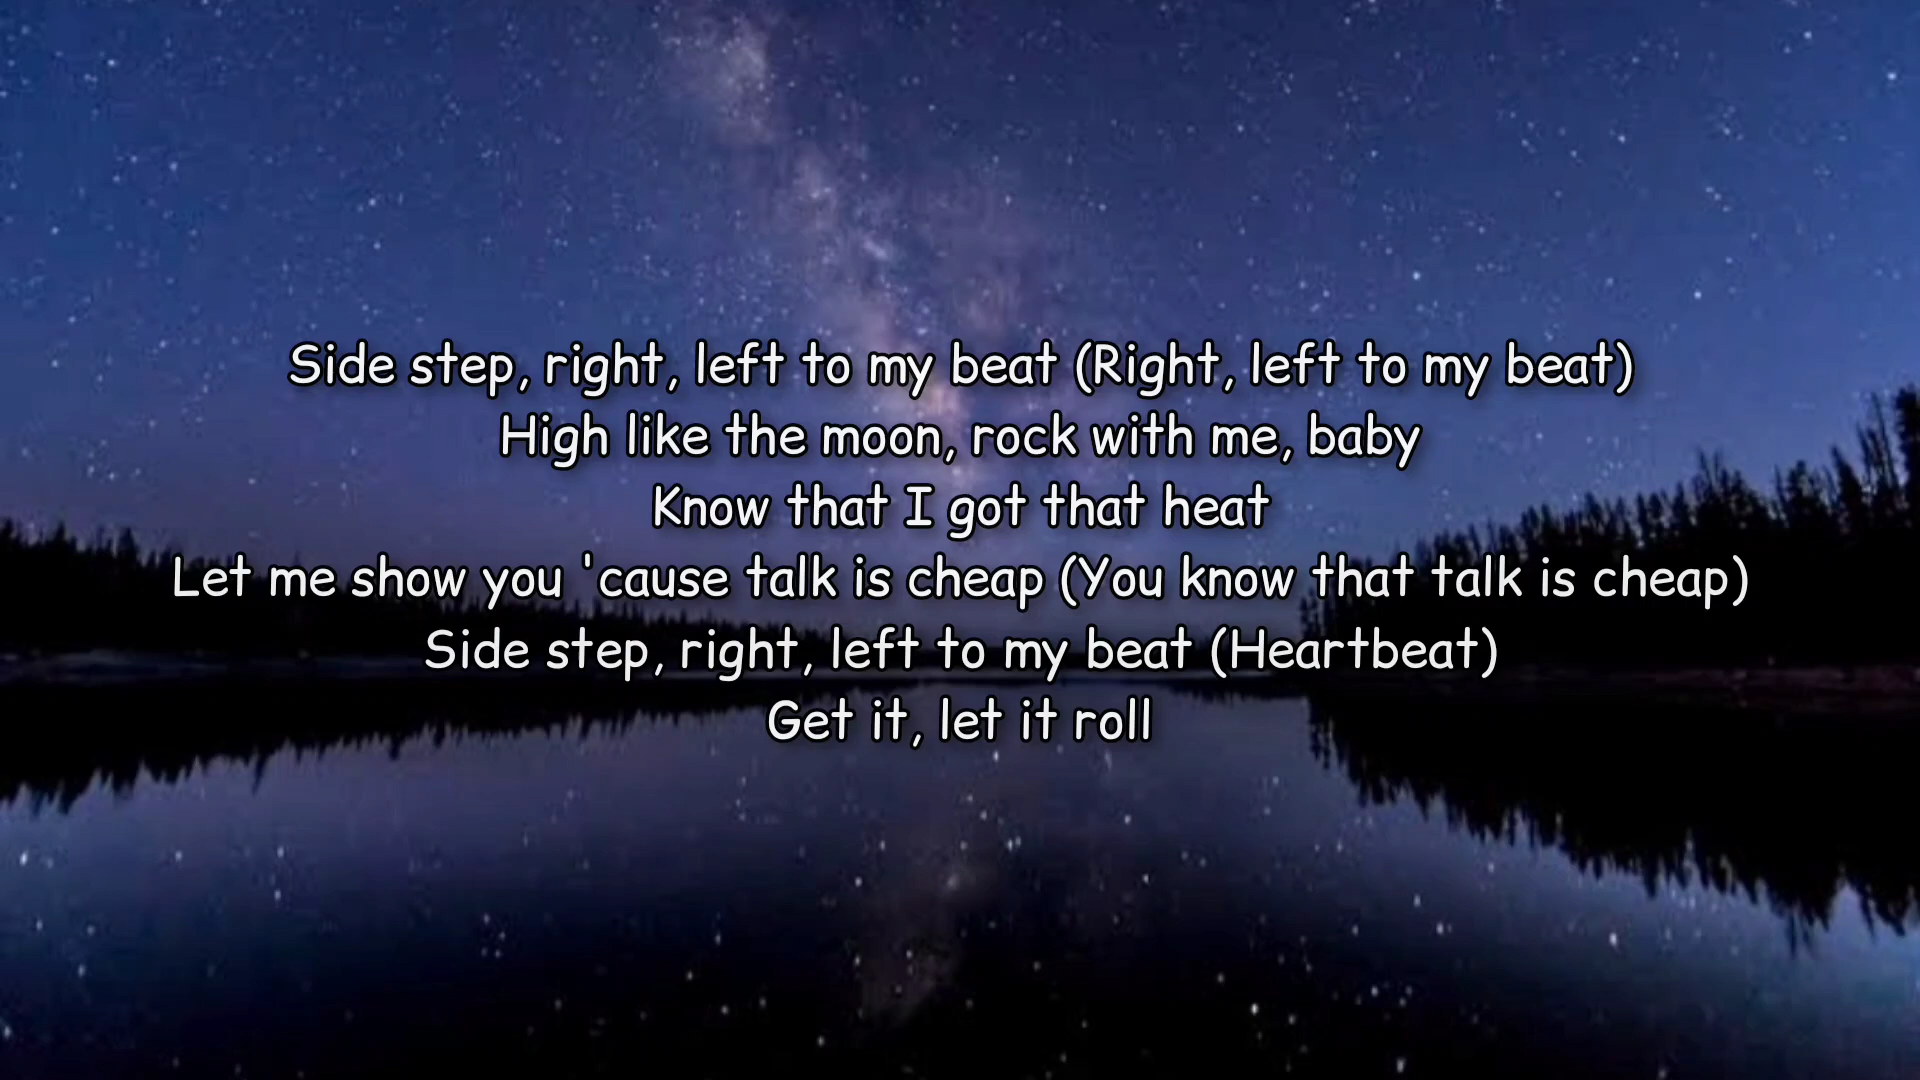 Side step, right, left to my beat (Right, left to my beat)
High like the moon, rock with me, baby
Know that I got that heat
Let me show you 'cause talk is cheap (You know that talk is cheap)
Side step, right, left to my beat (Heartbeat)
Get it, let it roll